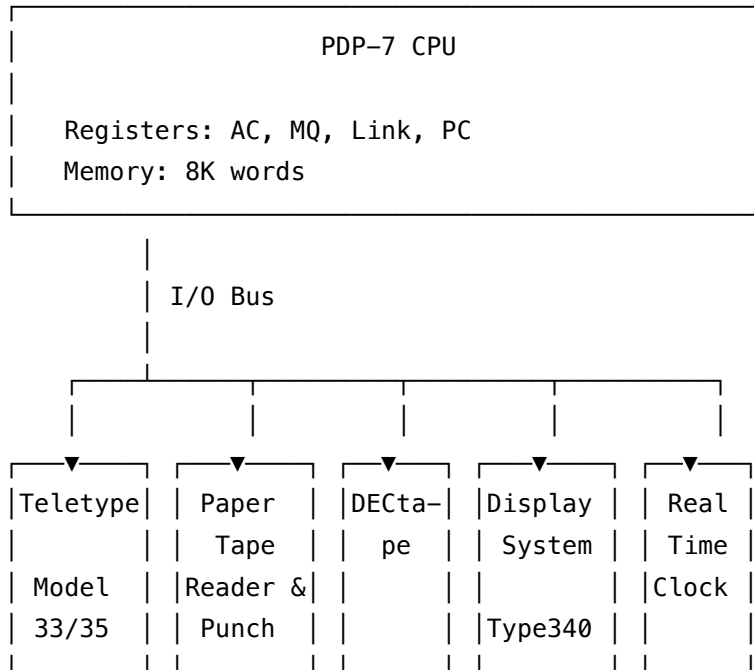 PDP-7 CPU
Registers: AC, MQ, Link, PC
Memory: 8K words
I/O Bus
Teletype Paper DECta- Display Real
Tape pe System Time
Model Reader & Clock
33/35 Punch Type340